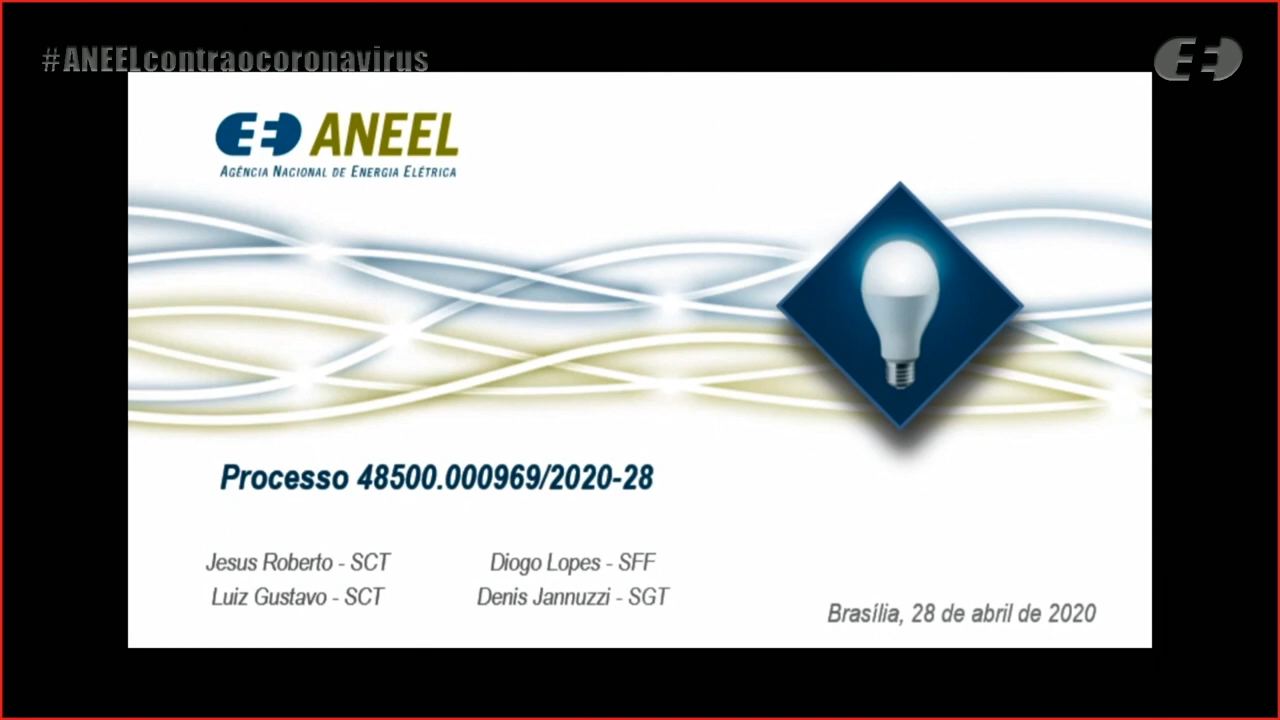 #ANEELcontraocoronavirus
ANEEL
AGÊNCIA NACIONAL DE ENERGIA ELÉTRICA
Processo 48500.000969/2020-28
Jesus Roberto - SCT
Luiz Gustavo - SCT
Diogo Lopes - SFF
Denis Jannuzzi - SGT
Brasília, 28 de abril de 2020